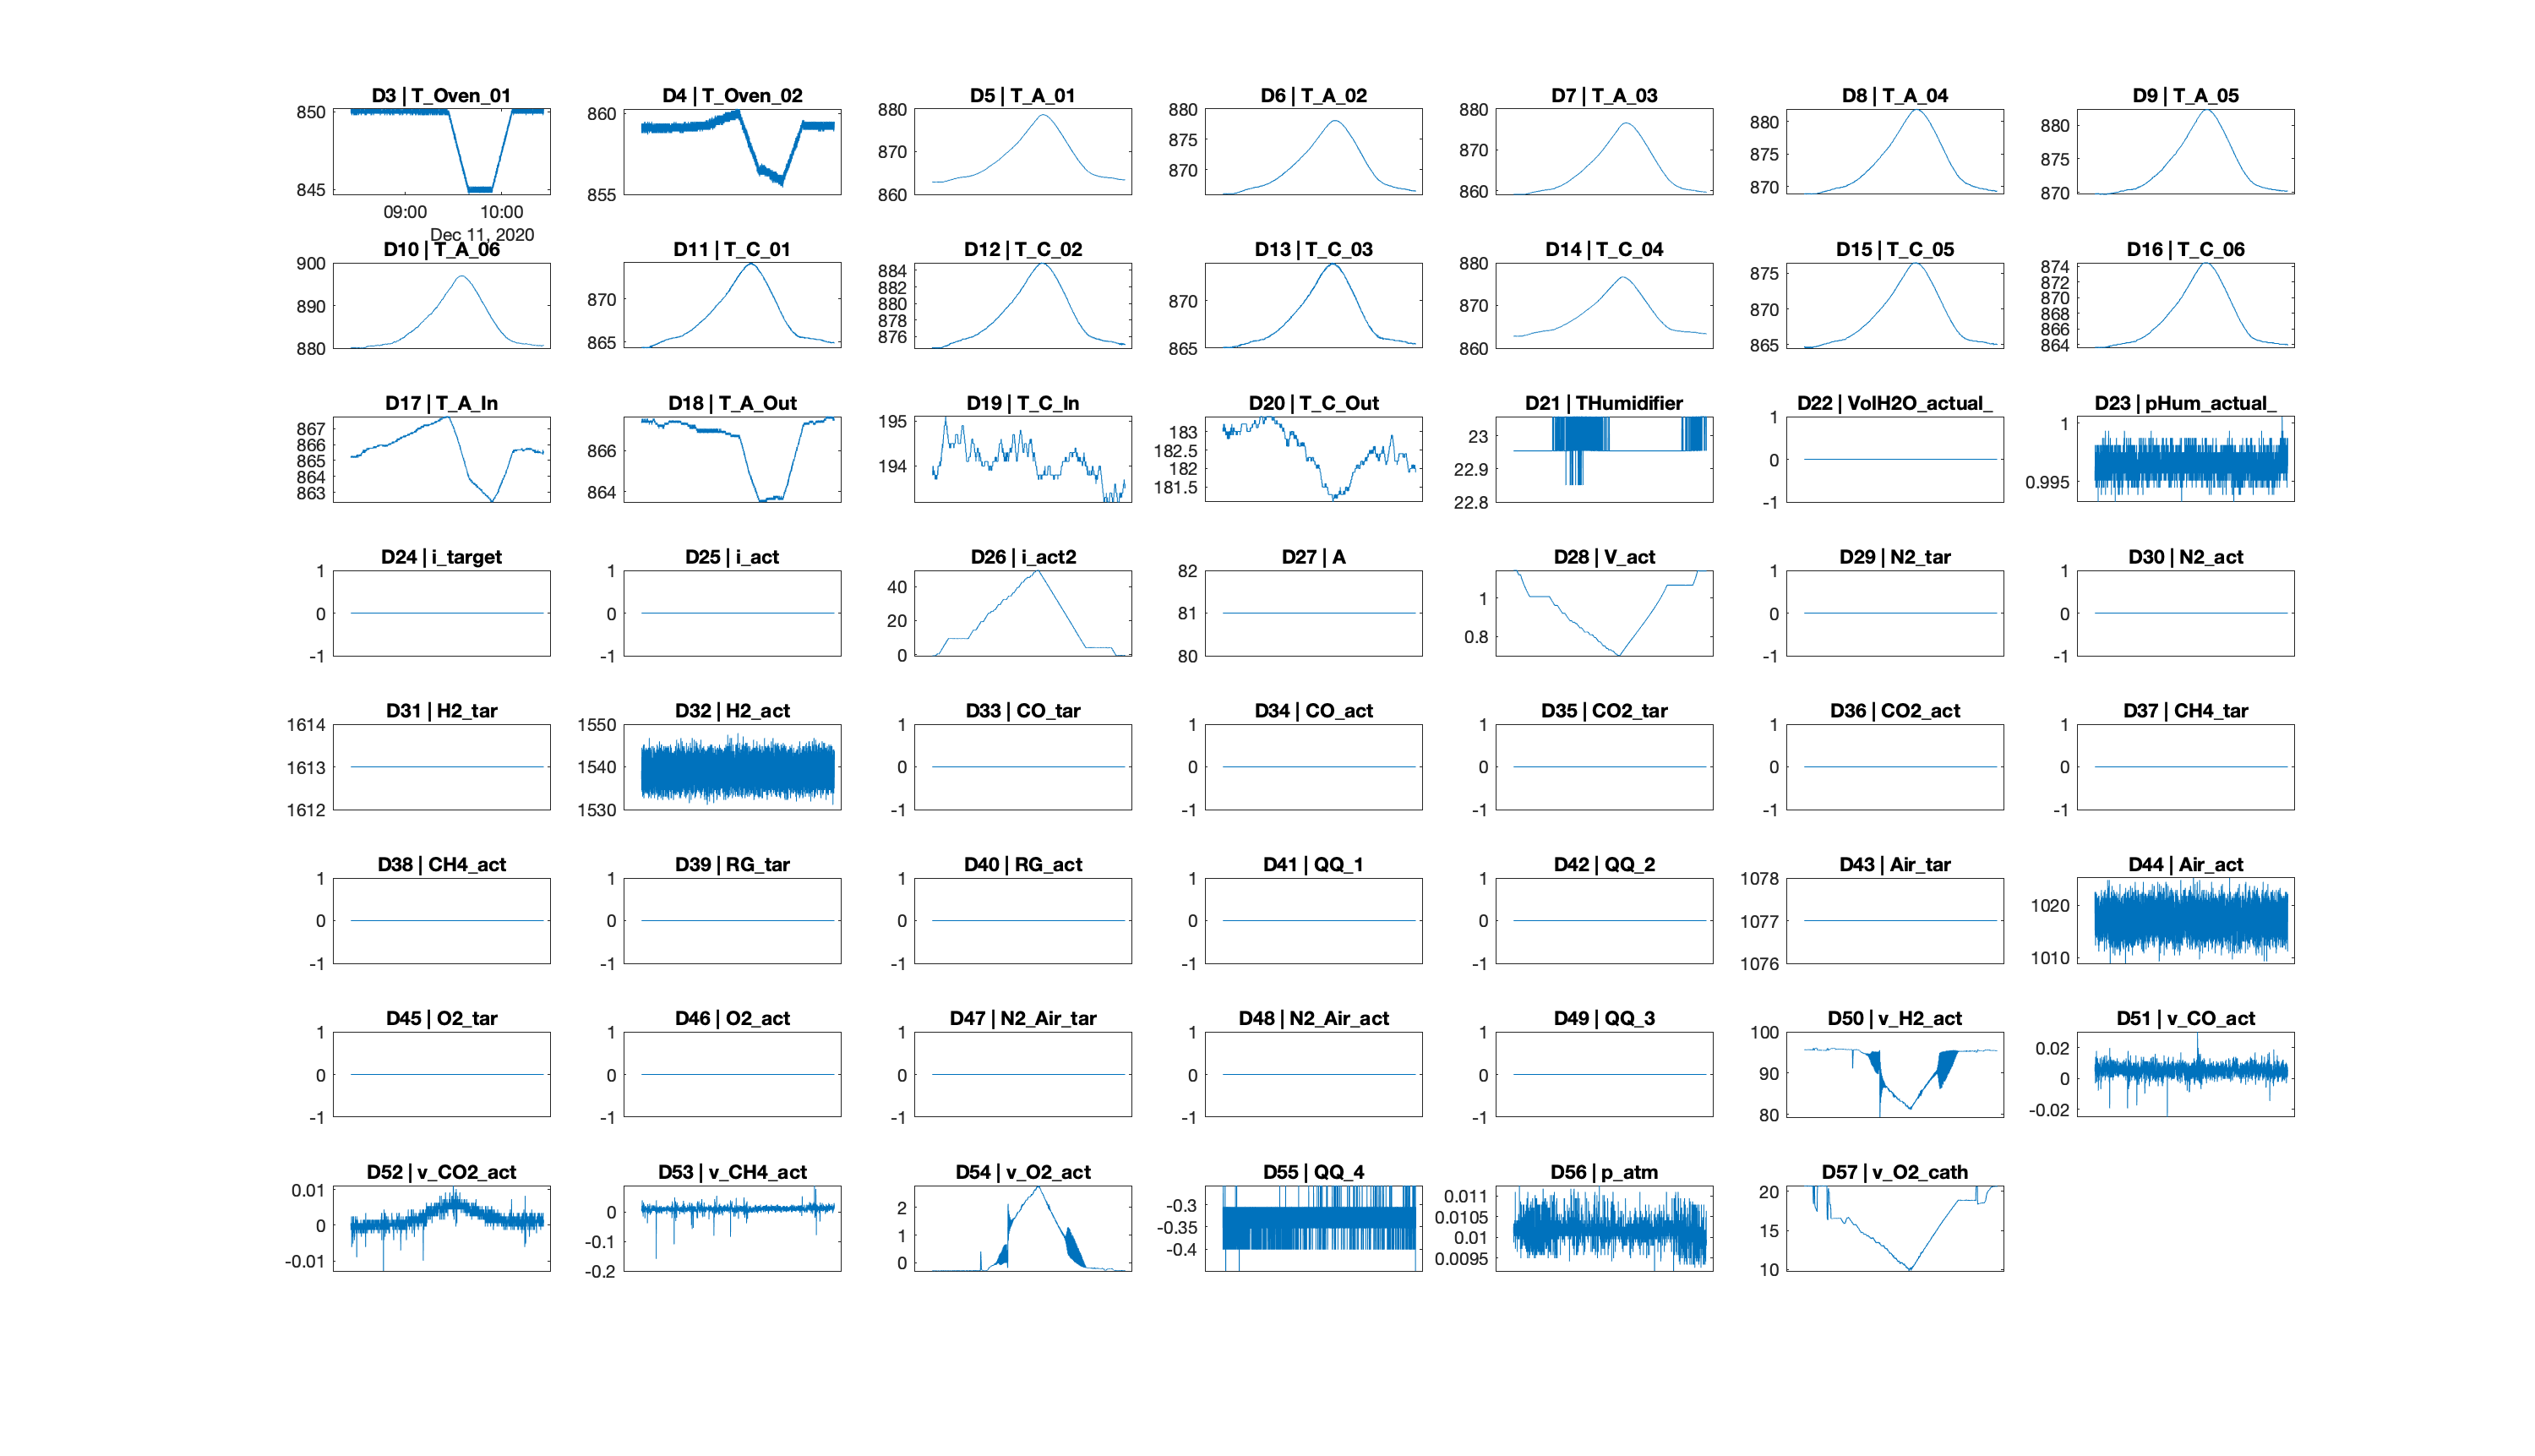 D3 | T_Oven_01
850
845
09:00
10:00
Dec 11, 2020
D4 | T_Oven_02
860
855
D5 | T_A_01
880
870
860
D6 | T_A_02
880
875
870
D7 | T_A_03
880
870
860
D8 | T_A_04
880
875
870
D9 | T_A_05
880
875
870
D10 | T_A_06
900
890
880
D11 | T_C_01
870
865
D12 | T_C_02
884
882
880
878
876
D13 | T_C_03
870
865
D14 | T_C_04
880
870
860
D15 | T_C_05
875
870
865
D16 | T_C_06
874
872
870
868
866
864
D17 | T_A_In
867
866
865
864
863
D18 | T_A_Out
866
864
D19 | T_C_In
195
194
D20 | T_C_Out
183
182.5
182
181.5
D21 | THumidifier
23
22.9
22.8
D22 | VolH2O_actual_
1
0
-1
D23 | pHum_actual_
1
0.995
D24 | i_target
1
0
-1
D25 | i_act
1
0
-1
D26 | i_act2
40
20
0
D27 | A
82
81
80
D28 | V_act
1
0.8
D29 | N2_tar
1
0
-1
D30 | N2_act
1
0
-1
D31 | H2_tar
1614
1613
1612
D32 | H2_act
1550
1540
1530
D33 | CO_tar
1
0
-1
D34 | CO_act
1
0
-1
D35 | CO2_tar
1
0
-1
D36 | CO2_act
1
0
-1
D37 | CH4_tar
1
0
-1
D38 | CH4_act
1
0
-1
D39 | RG_tar
1
0
-1
D40 | RG_act
1
0
-1
D41 | QQ_1
1
0
-1
D42 | QQ_2
1
0
-1
D43 | Air_tar
1078
1077
1076
D44 | Air_act
1020
1010
D45 | O2_tar
1
0
-1
D46 | O2_act
1
0
-1
D47 | N2_Air_tar
1
0
-1
D48 | N2_Air_act
1
0
-1
D49 | QQ_3
1
0
-1
D50 | v_H2_act
100
90
80
D51 | v_CO_act
0.02
0
-0.02
D52 | v_CO2_act
0.01
0
-0.01
D53 | v_CH4_act
0
-0.1
-0.2
D54 | v_O2_act
2
1
0
D55 | QQ_4
-0.3
-0.35
-0.4
D56 | p_atm
0.011
0.0105
0.01
0.0095
D57 | v_O2_cath
20
15
10